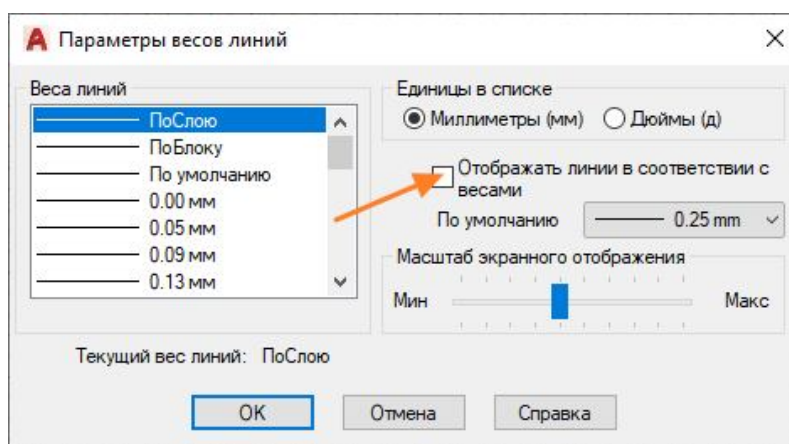 Параметры весов линий
Веса линий
ПоСлою
ПоБлоку
По умолчанию
0.00 мм
0.05 мм
0.09 мм
0.13 мм
Единицы в списке
Миллиметры (мм) Дюймы (д)
Отображать линии в соответствии с
весами
По умолчанию 0.25 mm
Масштаб экранного отображения
Мин Макс
Текущий вес линий: ПоСлою
OK Отмена Справка